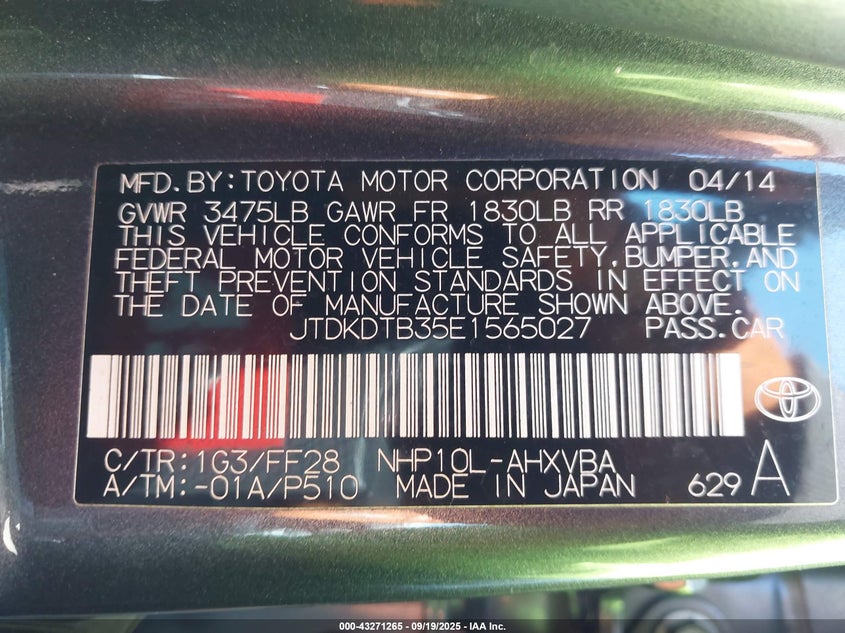 MFD.BY:TOYOTA MOTOR CORPORATION 04/14
GVWR 3475LB GAWR FR 1830LB RR 1830LB
THIS VEHICLE CONFORMS TO ALL APPLICABLE
FEDERAL MOTOR VEHICLE SAFETY,BUMPER,AND
THEFT PREVENTION STANDARDS IN EFFECT ON
THE DATE OF MANUFACTURE SHOWN ABOVE.
JTDKDTB35E1565027 PASS.CAR
C/TR:1G3/FF28 NHP10L-AHXVBA
A/TM:-01A/P510 MADE IN JAPAN 629 A
000-43271265 - 09/19/2025 - IAA Inc.